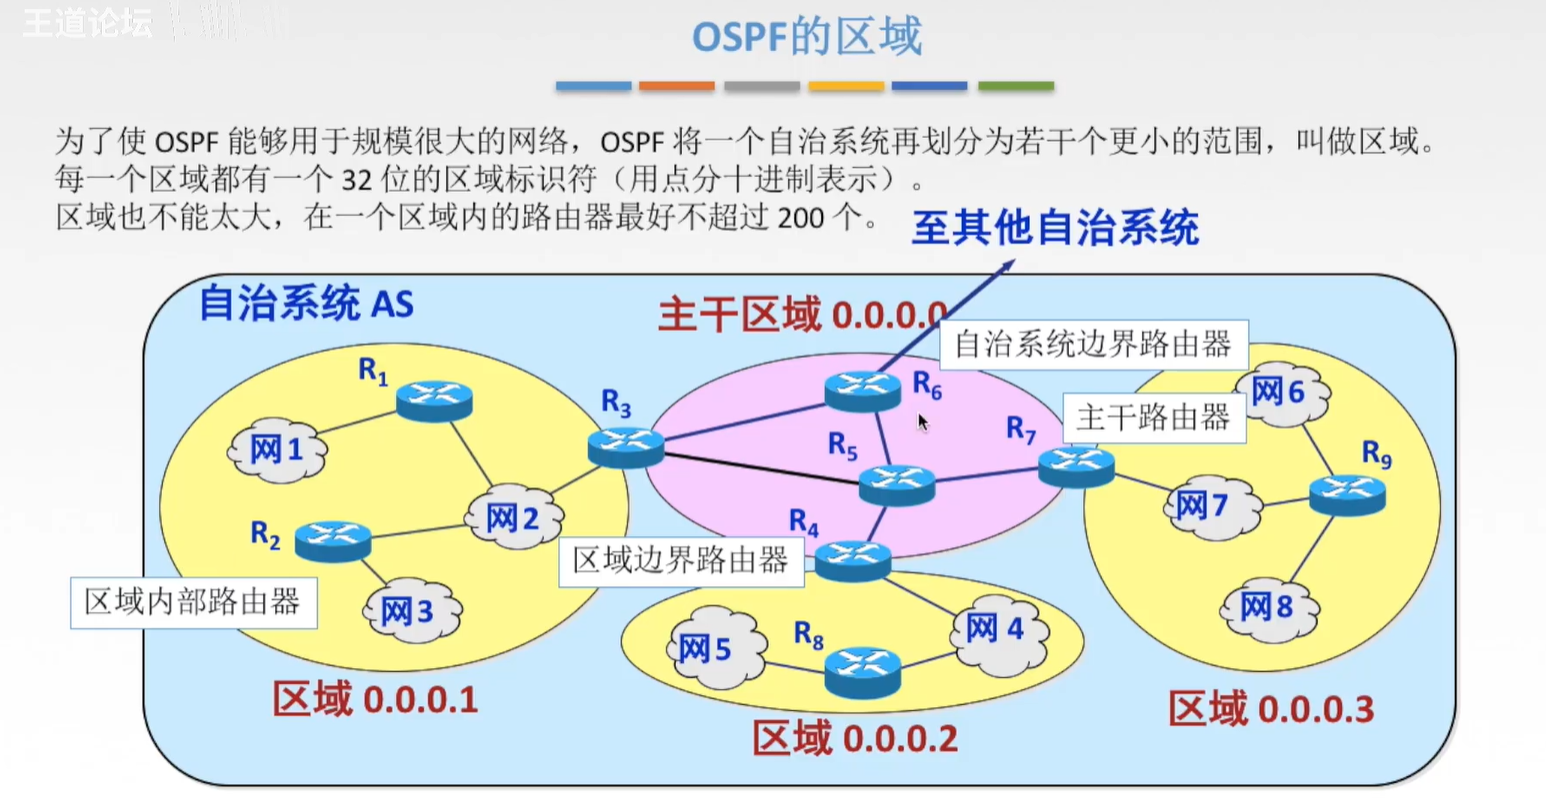 王道论坛
OSPF的区域
为了使 OSPF 能够用于规模很大的网络，OSPF 将一个自治系统再划分为若干个更小的范围，叫做区域。
每一个区域都有一个 32 位的区域标识符（用点分十进制表示）。
区域也不能太大，在一个区域内的路由器最好不超过 200 个。
至其他自治系统
自治系统 AS
主干区域 0.0.0.0
自治系统边界路由器
R1
R3
R6
网6
主干路由器
网1
R5
R7
R9
网2
R2
R4
网7
区域边界路由器
区域内部路由器
网3
网5
R8
网4
网8
区域 0.0.0.1
区域 0.0.0.2
区域 0.0.0.3